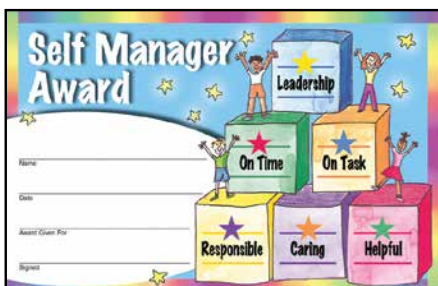 Self Manager
Award
Leadership
On Time
On Task
Responsible
Caring
Helpful
Name
Date
Award Given For
Signed